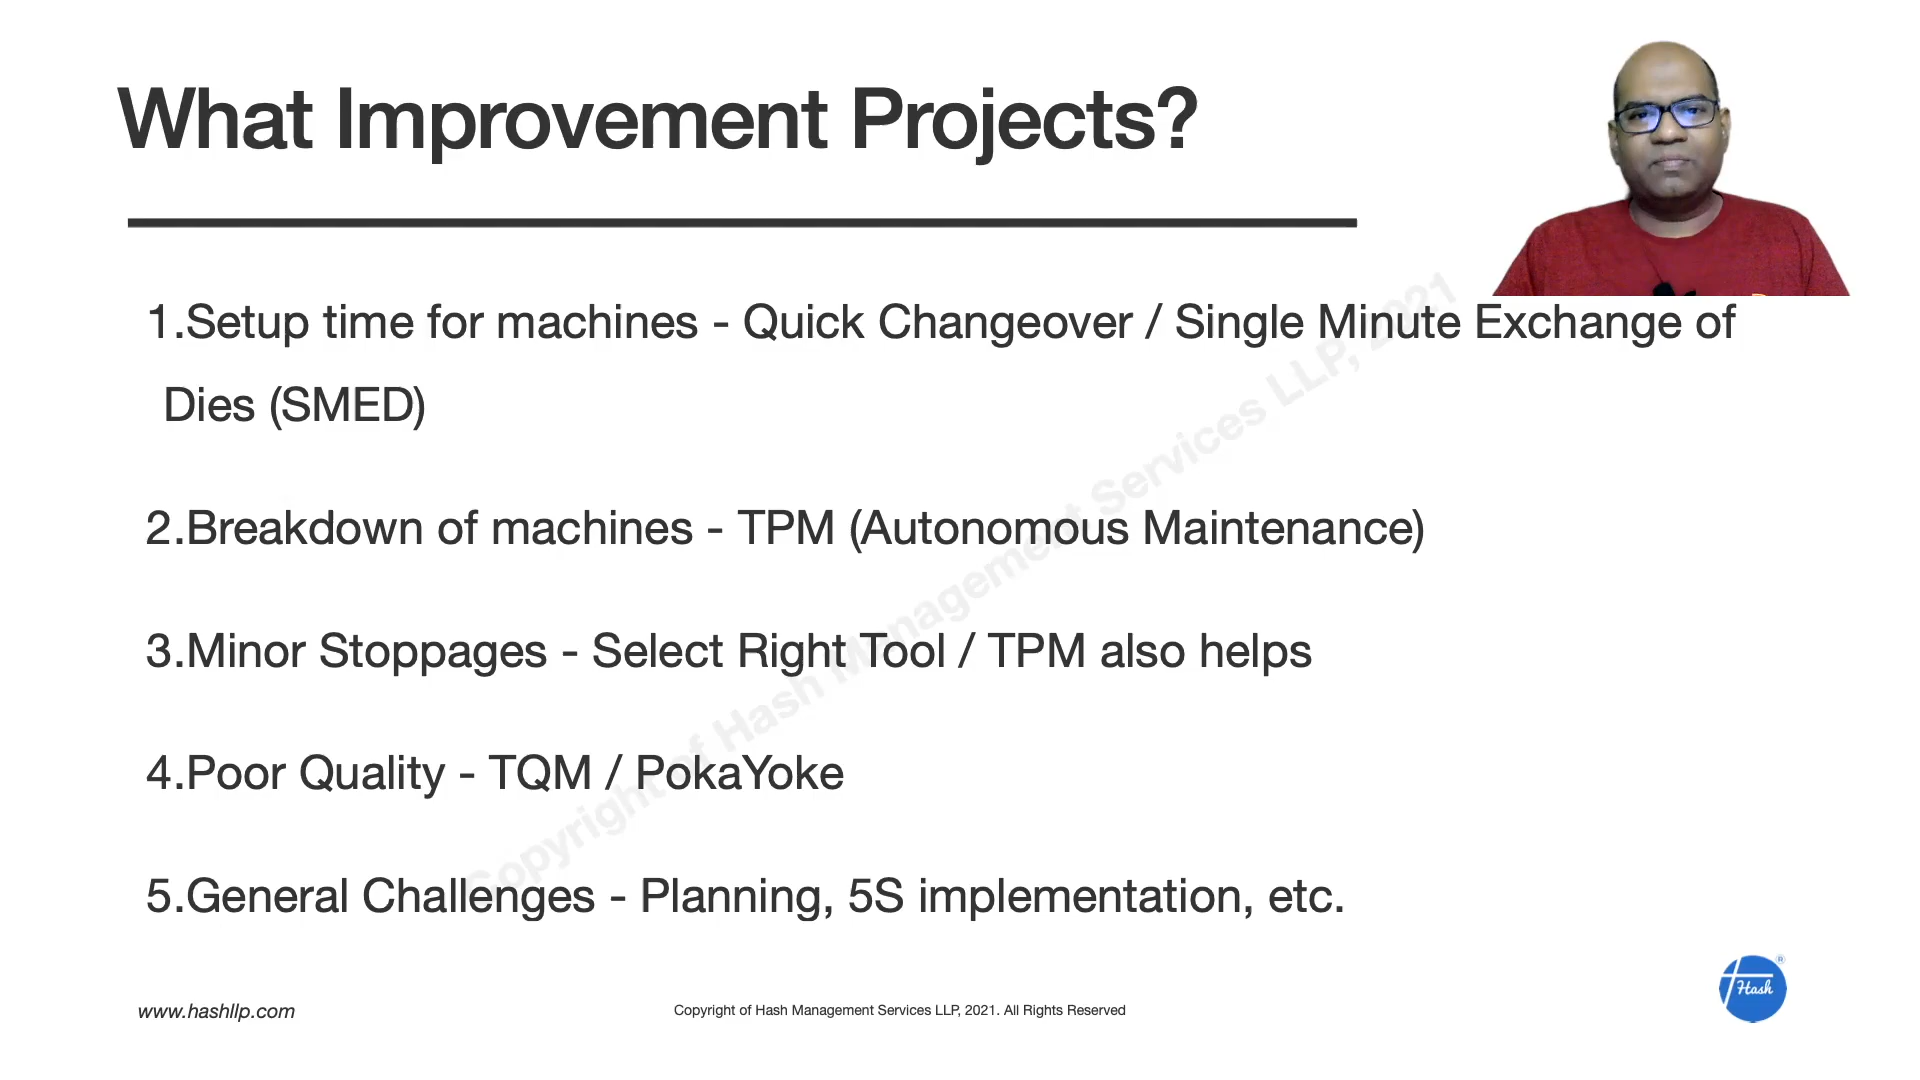 What Improvement Projects?
1.Setup time for machines - Quick Changeover / Single Minute Exchange of
Dies (SMED)
2.Breakdown of machines - TPM (Autonomous Maintenance)
3.Minor Stoppages - Select Right Tool / TPM also helps
4.Poor Quality - TQM / PokaYoke
5.General Challenges - Planning, 5S implementation, etc.
Copyright of Hash Management Services LLP, 2021
www.hashllp.com
Copyright of Hash Management Services LLP, 2021. All Rights Reserved
Hash
®